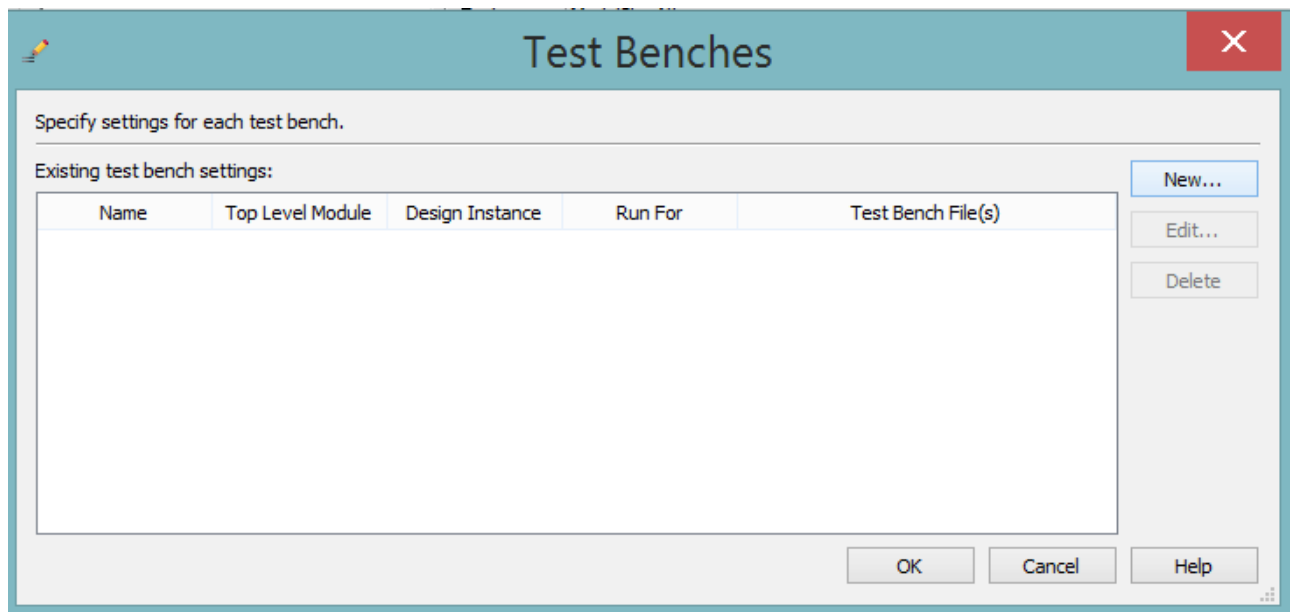 Test Benches
Specify settings for each test bench.
Existing test bench settings:
Name Top Level Module Design Instance Run For Test Bench File(s)
New...
Edit...
Delete
OK Cancel Help